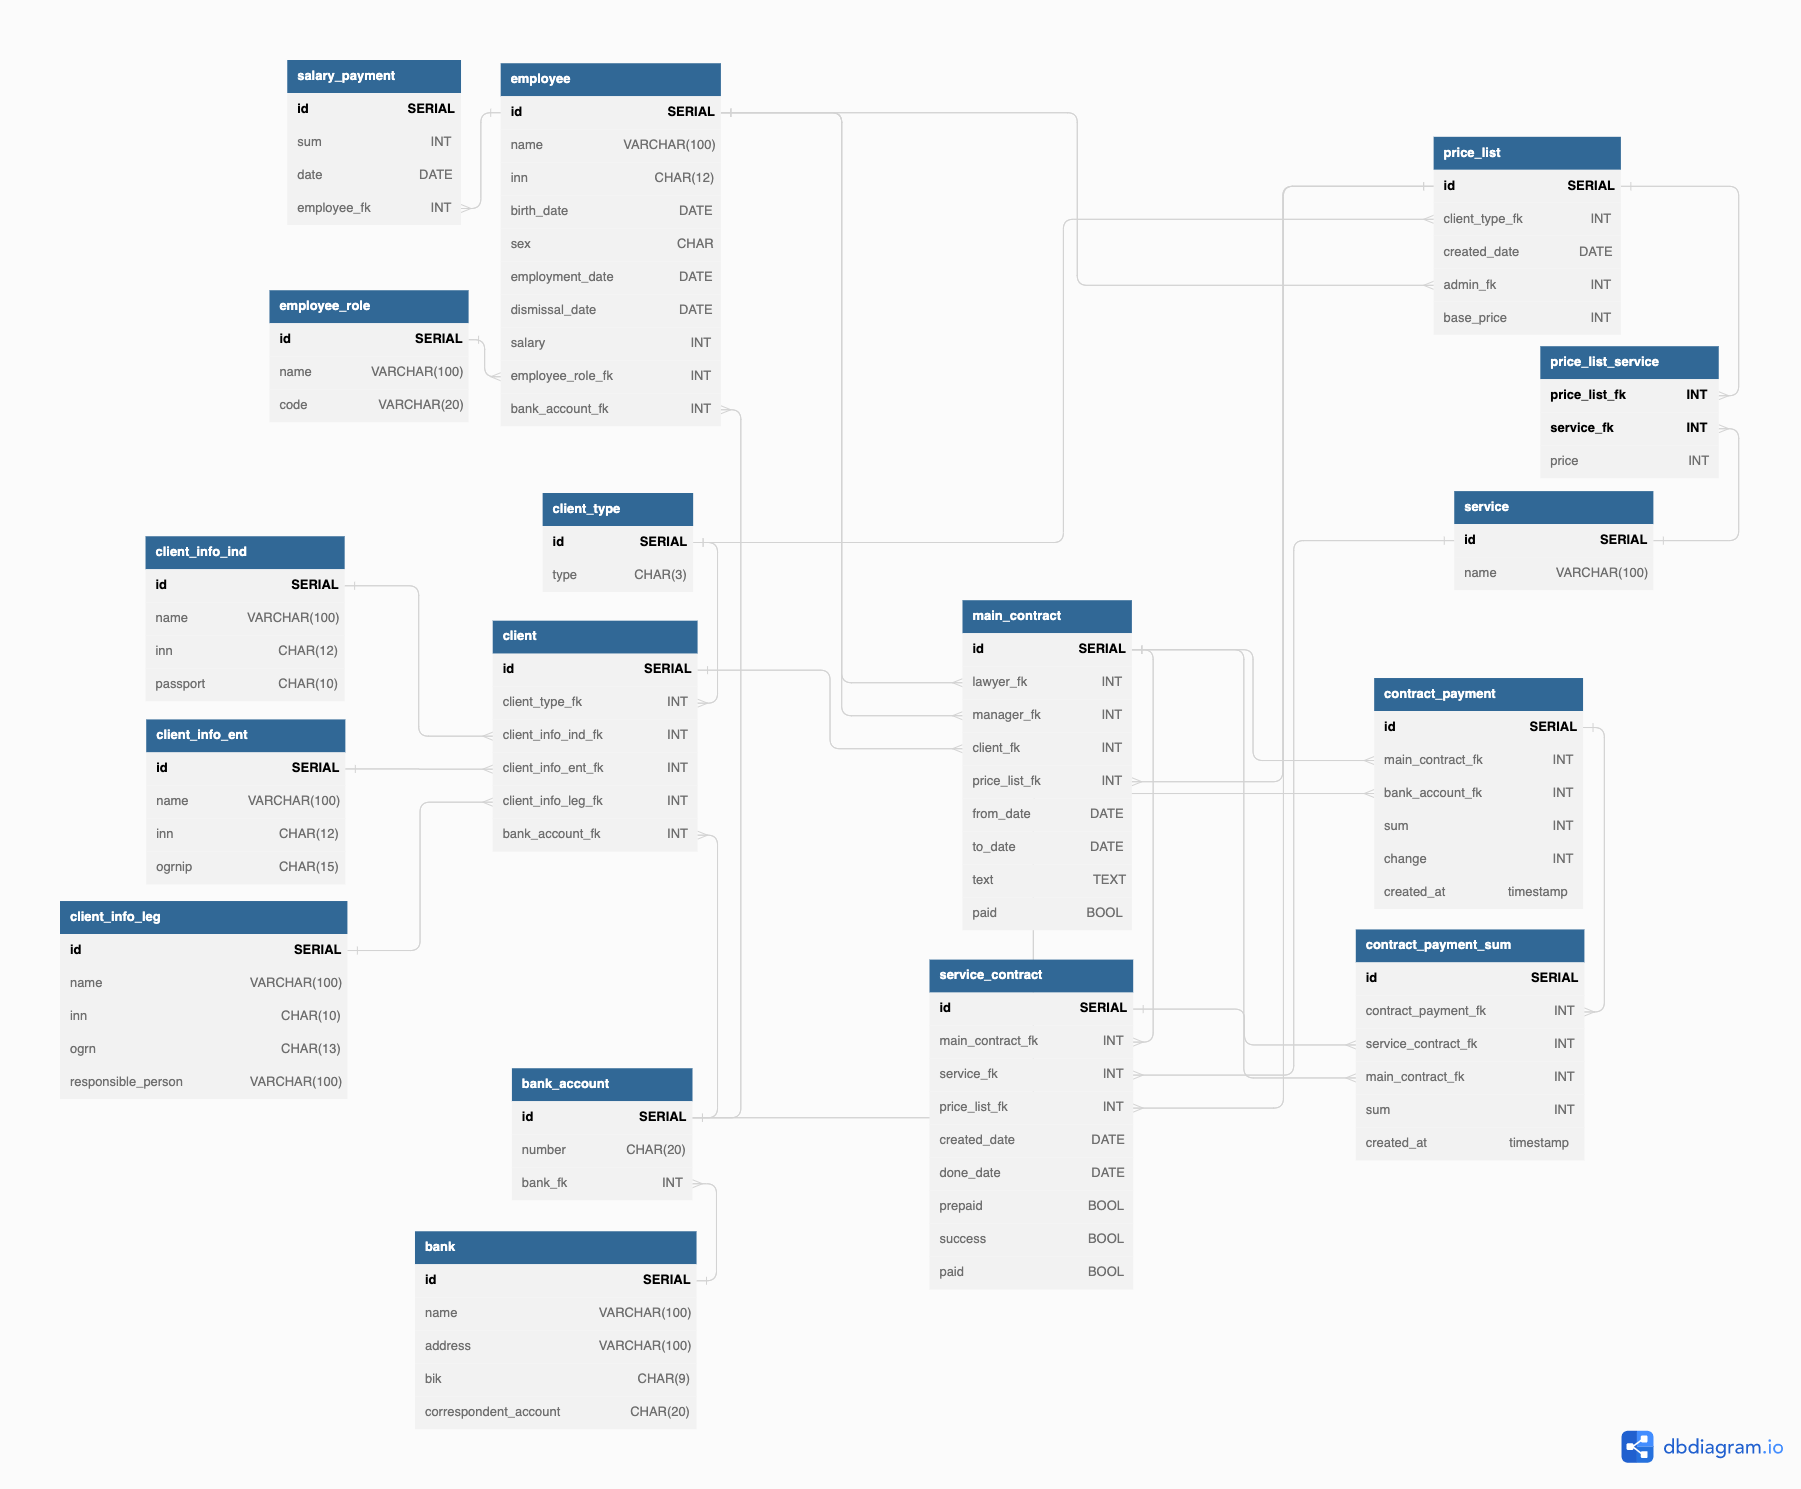 salary_payment
id SERIAL
sum INT
date DATE
employee_fk INT
employee
id SERIAL
name VARCHAR(100)
inn CHAR(12)
birth_date DATE
sex CHAR
employment_date DATE
dismissal_date DATE
salary INT
employee_role_fk INT
bank_account_fk INT
price_list
id SERIAL
client_type_fk INT
created_date DATE
admin_fk INT
base_price INT
employee_role
id SERIAL
name VARCHAR(100)
code VARCHAR(20)
price_list_service
price_list_fk INT
service_fk INT
price INT
client_type
id SERIAL
type CHAR(3)
service
id SERIAL
name VARCHAR(100)
client_info_ind
id SERIAL
name VARCHAR(100)
inn CHAR(12)
passport CHAR(10)
client
id SERIAL
client_type_fk INT
client_info_ind_fk INT
client_info_ent_fk INT
client_info_leg_fk INT
bank_account_fk INT
main_contract
id SERIAL
lawyer_fk INT
manager_fk INT
client_fk INT
price_list_fk INT
from_date DATE
to_date DATE
text TEXT
paid BOOL
contract_payment
id SERIAL
main_contract_fk INT
bank_account_fk INT
sum INT
change INT
created_at timestamp
client_info_ent
id SERIAL
name VARCHAR(100)
inn CHAR(12)
ogrnip CHAR(15)
client_info_leg
id SERIAL
name VARCHAR(100)
inn CHAR(10)
ogrn CHAR(13)
responsible_person VARCHAR(100)
service_contract
id SERIAL
main_contract_fk INT
service_fk INT
price_list_fk INT
created_date DATE
done_date DATE
prepaid BOOL
success BOOL
paid BOOL
contract_payment_sum
id SERIAL
contract_payment_fk INT
service_contract_fk INT
main_contract_fk INT
sum INT
created_at timestamp
bank_account
id SERIAL
number CHAR(20)
bank_fk INT
bank
id SERIAL
name VARCHAR(100)
address VARCHAR(100)
bik CHAR(9)
correspondent_account CHAR(20)
dbdiagram.io